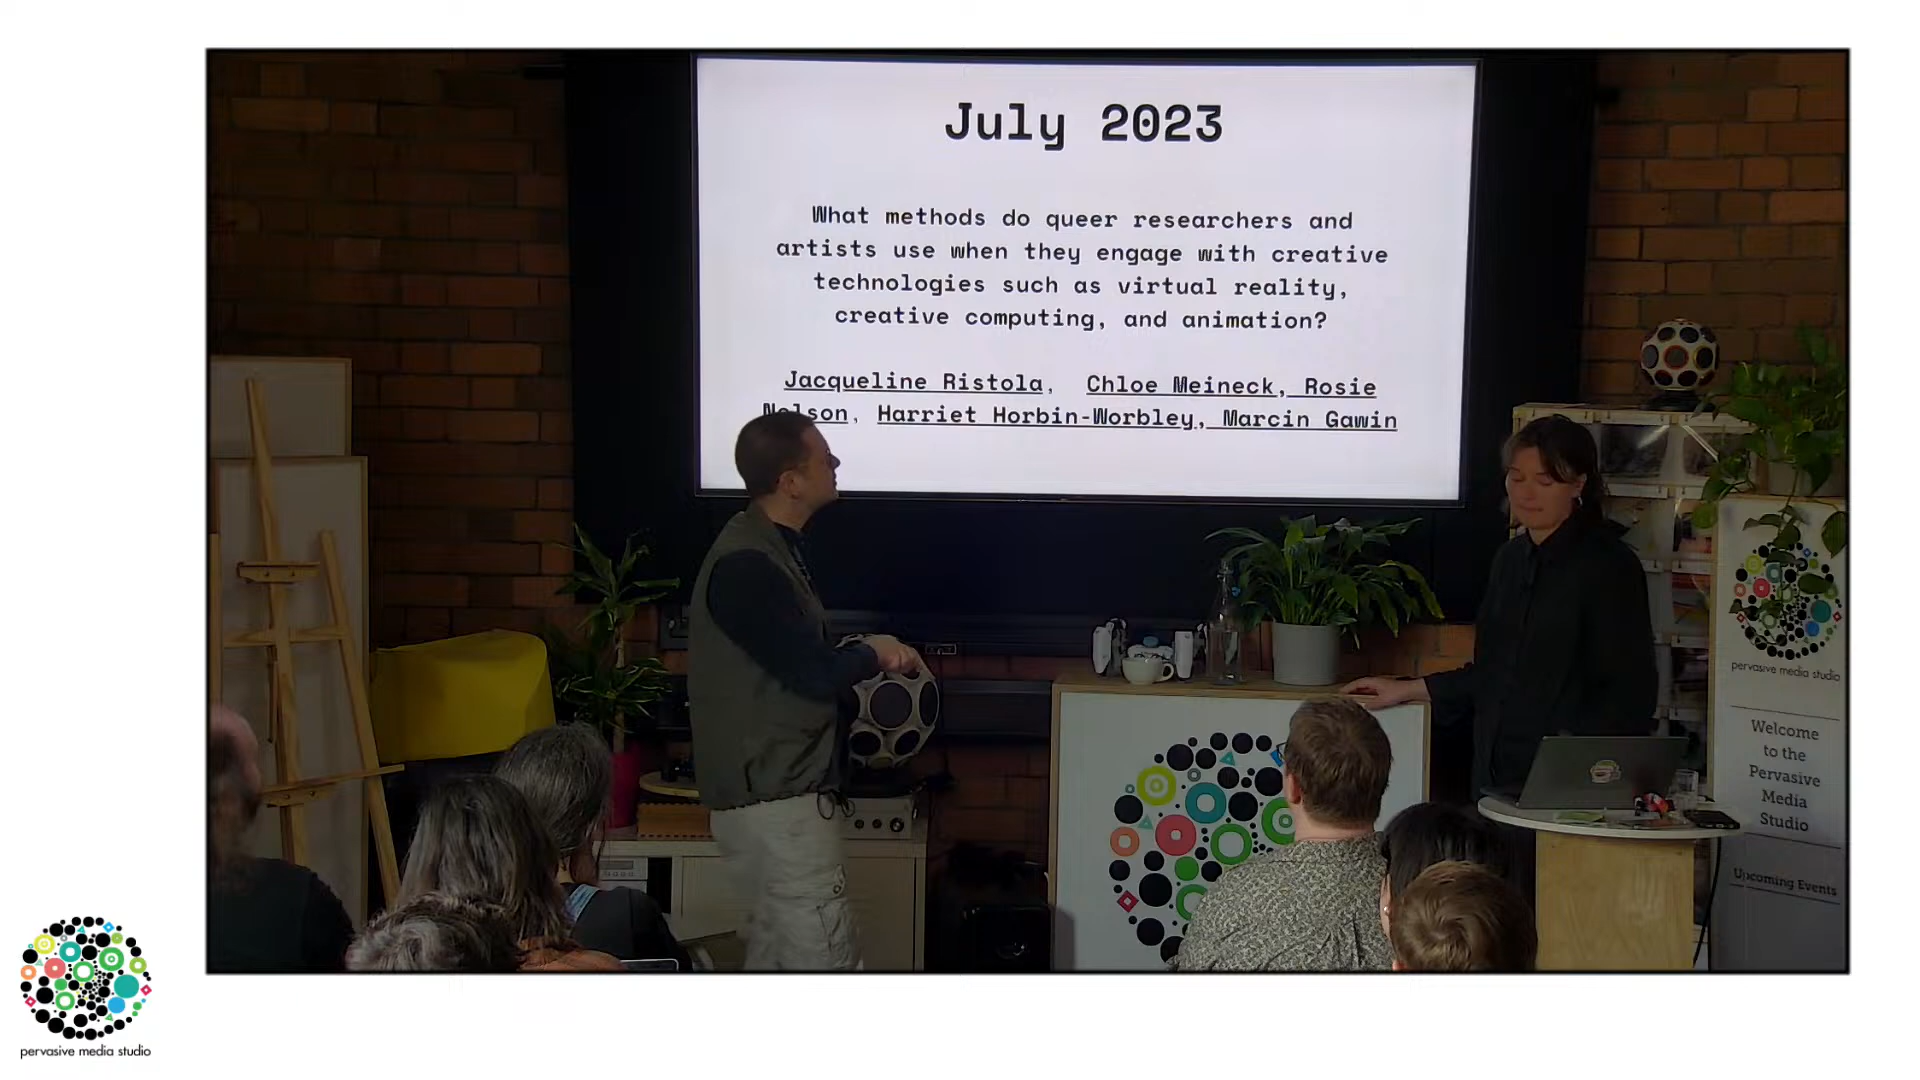 July 2023
What methods do queer researchers and
artists use when they engage with creative
technologies such as virtual reality,
creative computing, and animation?
Jacqueline Ristola, Chloe Meineck, Rosie
Nelson, Harriet Horbin-Worbley, Marcin Gawin
pervasive media studio
Welcome
to the
Pervasive
Media
Studio
Upcoming Events
pervasive media studio